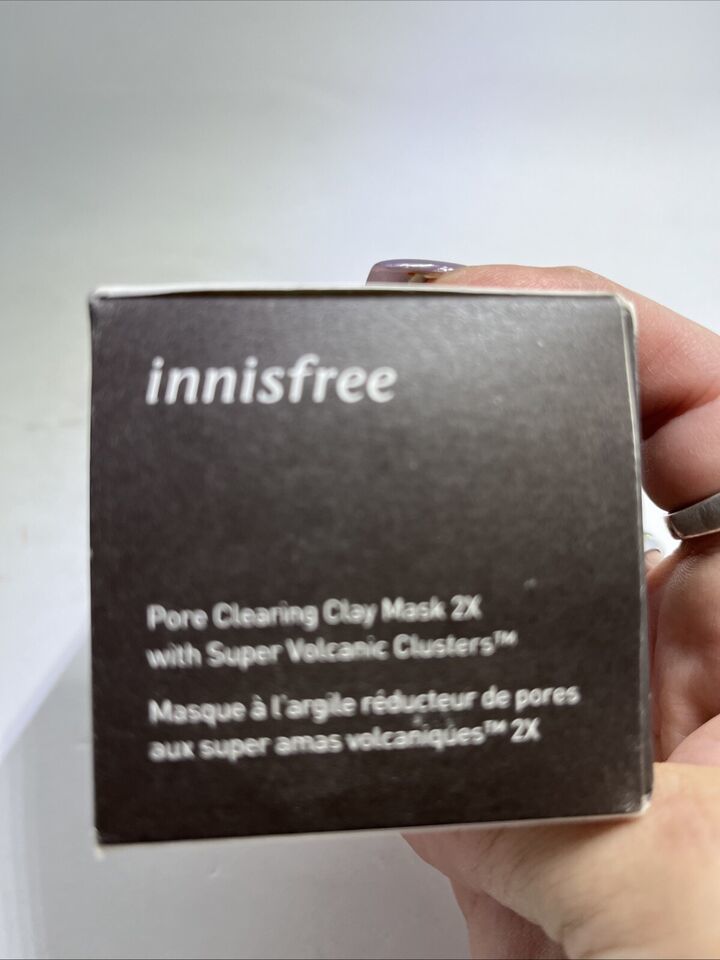 innisfree
Pore Clearing Clay Mask 2X
with Super Volcanic Clusters™
Masque à l'argile réducteur de pores
aux super amas volcaniques™ 2X